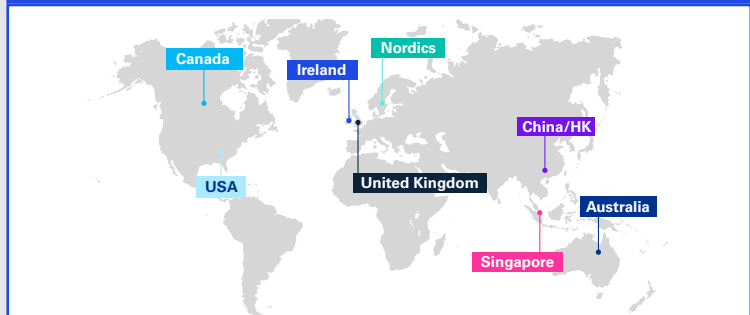 Nordics
Canada
Ireland
China/HK
United Kingdom
USA
Australia
Singapore